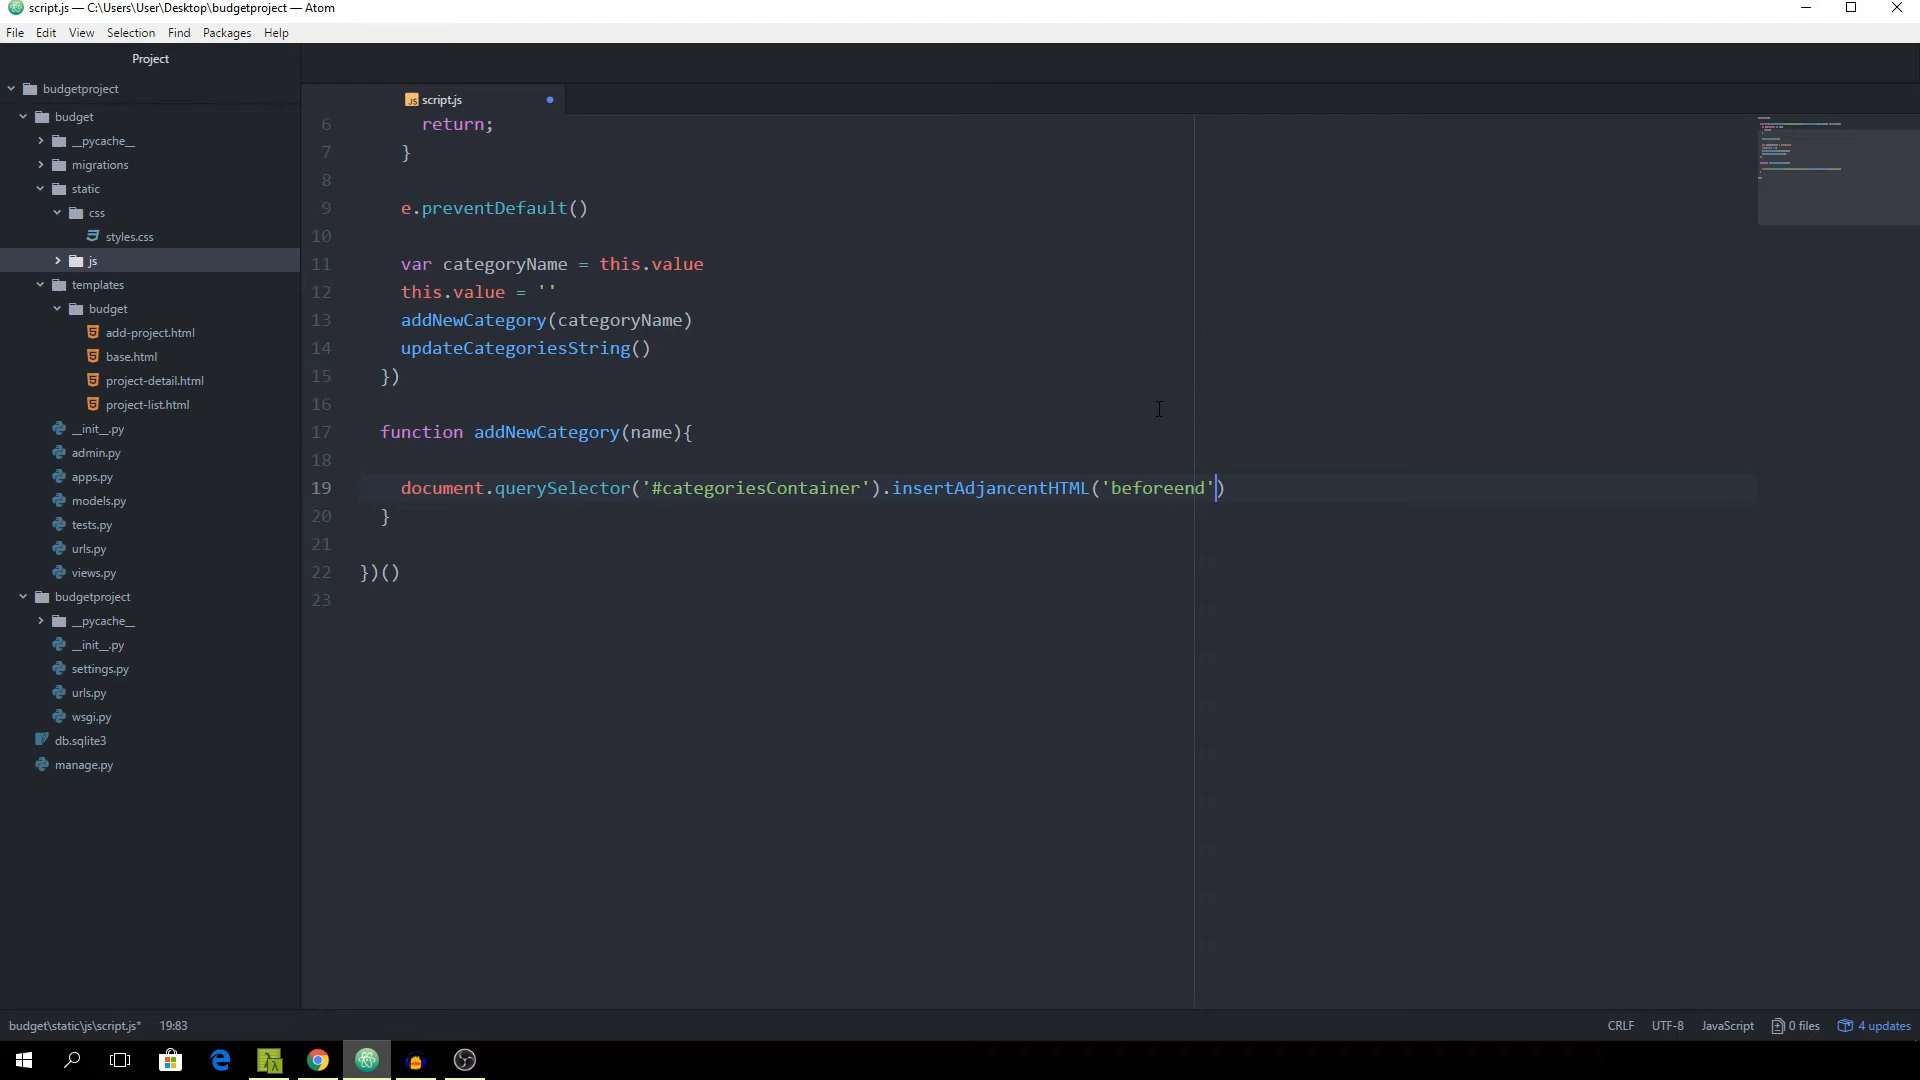 script.js — C:\Users\User\Desktop\budgetproject — Atom
File Edit View Selection Find Packages Help
Project
budgetproject
budget
__pycache__
migrations
static
css
styles.css
js
templates
budget
add-project.html
base.html
project-detail.html
project-list.html
__init__.py
admin.py
apps.py
models.py
tests.py
urls.py
views.py
budgetproject
__pycache__
__init__.py
settings.py
urls.py
wsgi.py
db.sqlite3
manage.py
script.js
6 return;
7 }
8
9 e.preventDefault()
10
11 var categoryName = this.value
12 this.value = ''
13 addNewCategory(categoryName)
14 updateCategoriesString()
15 })
16
17 function addNewCategory(name){
18
19 document.querySelector('#categoriesContainer').insertAdjancentHTML('beforeend')
20 }
21
22 })()
23
budget\static\js\script.js* 19:83 CRLF UTF-8 JavaScript 0 files 4 updates